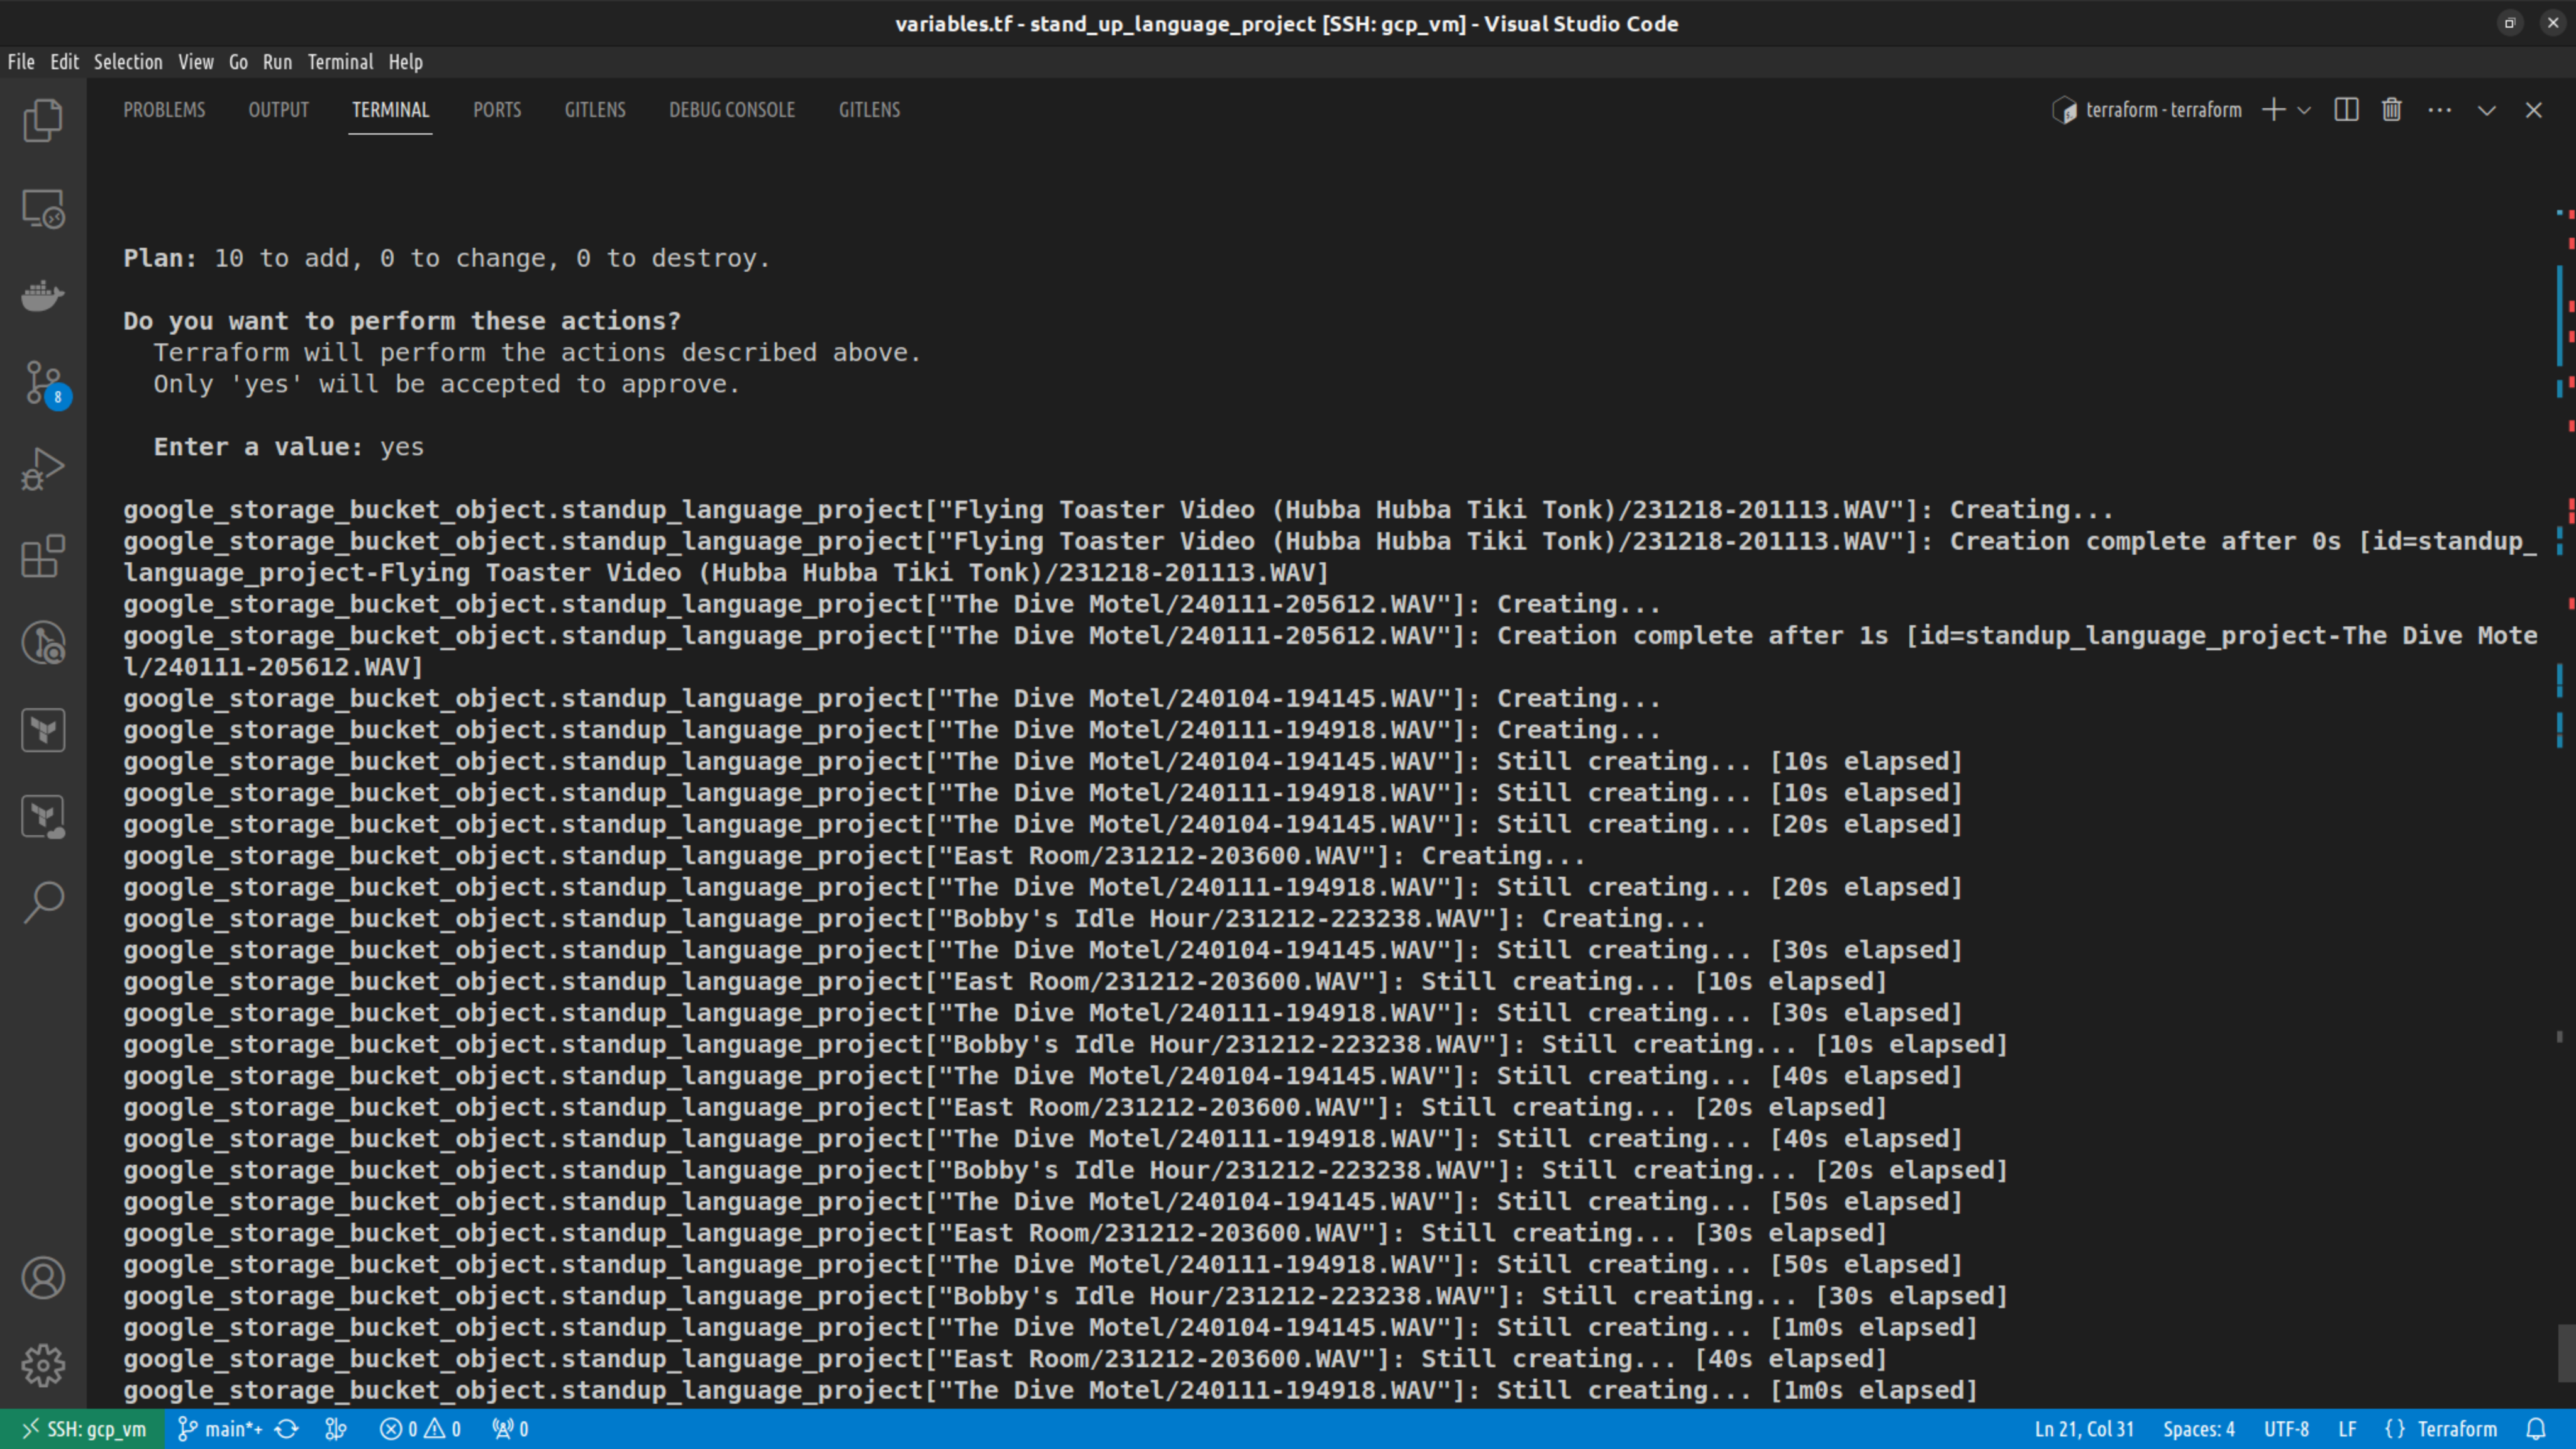 variables.tf - stand_up_language_project [SSH: gcp_vm] - Visual Studio Code
File Edit Selection View Go Run Terminal Help
PROBLEMS OUTPUT TERMINAL PORTS GITLENS DEBUG CONSOLE GITLENS terraform - terraform
Plan: 10 to add, 0 to change, 0 to destroy.
Do you want to perform these actions?
Terraform will perform the actions described above.
Only 'yes' will be accepted to approve.
Enter a value: yes
google_storage_bucket_object.standup_language_project["Flying Toaster Video (Hubba Hubba Tiki Tonk)/231218-201113.WAV"]: Creating...
google_storage_bucket_object.standup_language_project["Flying Toaster Video (Hubba Hubba Tiki Tonk)/231218-201113.WAV"]: Creation complete after 0s [id=standup_
language_project-Flying Toaster Video (Hubba Hubba Tiki Tonk)/231218-201113.WAV]
google_storage_bucket_object.standup_language_project["The Dive Motel/240111-205612.WAV"]: Creating...
google_storage_bucket_object.standup_language_project["The Dive Motel/240111-205612.WAV"]: Creation complete after 1s [id=standup_language_project-The Dive Mote
l/240111-205612.WAV]
google_storage_bucket_object.standup_language_project["The Dive Motel/240104-194145.WAV"]: Creating...
google_storage_bucket_object.standup_language_project["The Dive Motel/240111-194918.WAV"]: Creating...
google_storage_bucket_object.standup_language_project["The Dive Motel/240104-194145.WAV"]: Still creating... [10s elapsed]
google_storage_bucket_object.standup_language_project["The Dive Motel/240111-194918.WAV"]: Still creating... [10s elapsed]
google_storage_bucket_object.standup_language_project["The Dive Motel/240104-194145.WAV"]: Still creating... [20s elapsed]
google_storage_bucket_object.standup_language_project["East Room/231212-203600.WAV"]: Creating...
google_storage_bucket_object.standup_language_project["The Dive Motel/240111-194918.WAV"]: Still creating... [20s elapsed]
google_storage_bucket_object.standup_language_project["Bobby's Idle Hour/231212-223238.WAV"]: Creating...
google_storage_bucket_object.standup_language_project["The Dive Motel/240104-194145.WAV"]: Still creating... [30s elapsed]
google_storage_bucket_object.standup_language_project["East Room/231212-203600.WAV"]: Still creating... [10s elapsed]
google_storage_bucket_object.standup_language_project["The Dive Motel/240111-194918.WAV"]: Still creating... [30s elapsed]
google_storage_bucket_object.standup_language_project["Bobby's Idle Hour/231212-223238.WAV"]: Still creating... [10s elapsed]
google_storage_bucket_object.standup_language_project["The Dive Motel/240104-194145.WAV"]: Still creating... [40s elapsed]
google_storage_bucket_object.standup_language_project["East Room/231212-203600.WAV"]: Still creating... [20s elapsed]
google_storage_bucket_object.standup_language_project["The Dive Motel/240111-194918.WAV"]: Still creating... [40s elapsed]
google_storage_bucket_object.standup_language_project["Bobby's Idle Hour/231212-223238.WAV"]: Still creating... [20s elapsed]
google_storage_bucket_object.standup_language_project["The Dive Motel/240104-194145.WAV"]: Still creating... [50s elapsed]
google_storage_bucket_object.standup_language_project["East Room/231212-203600.WAV"]: Still creating... [30s elapsed]
google_storage_bucket_object.standup_language_project["The Dive Motel/240111-194918.WAV"]: Still creating... [50s elapsed]
google_storage_bucket_object.standup_language_project["Bobby's Idle Hour/231212-223238.WAV"]: Still creating... [30s elapsed]
google_storage_bucket_object.standup_language_project["The Dive Motel/240104-194145.WAV"]: Still creating... [1m0s elapsed]
google_storage_bucket_object.standup_language_project["East Room/231212-203600.WAV"]: Still creating... [40s elapsed]
google_storage_bucket_object.standup_language_project["The Dive Motel/240111-194918.WAV"]: Still creating... [1m0s elapsed]
8
SSH: gcp_vm main*+ 0 0 0 Ln 21, Col 31 Spaces: 4 UTF-8 LF {} Terraform